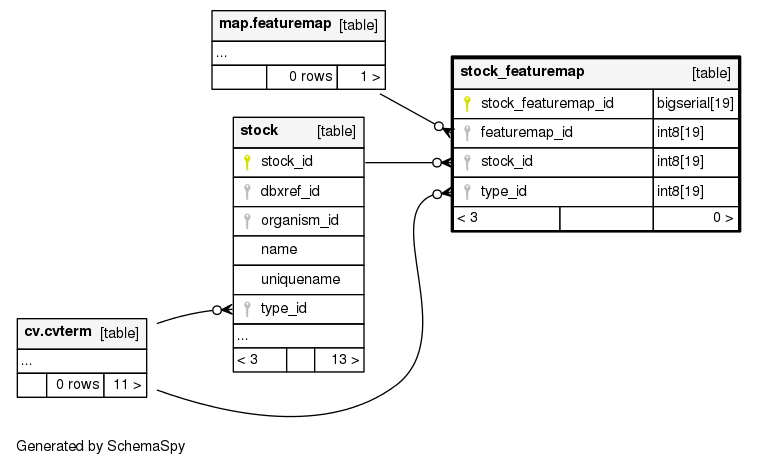 map.featuremap [table]
...
0 rows 1 >
stock_featuremap [table]
stock_featuremap_id bigserial[19]
featuremap_id int8[19]
stock_id int8[19]
type_id int8[19]
< 3 0 >
stock [table]
stock_id
dbxref_id
organism_id
name
uniquename
type_id
...
< 3 13 >
cv.cvterm [table]
...
0 rows 11 >
Generated by SchemaSpy